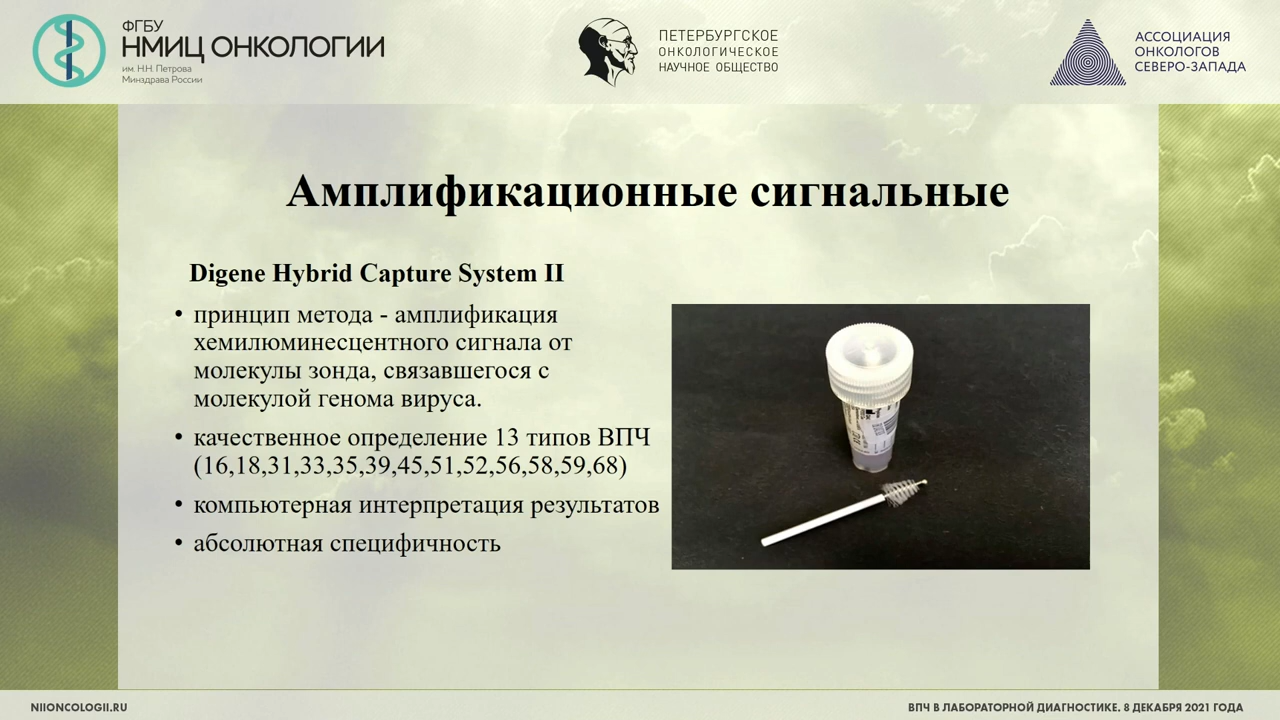 ФГБУ
НМИЦ ОНКОЛОГИИ
им. Н.Н. Петрова
Минздрава России
ПЕТЕРБУРГСКОЕ
ОНКОЛОГИЧЕСКОЕ
НАУЧНОЕ ОБЩЕСТВО
АССОЦИАЦИЯ
ОНКОЛОГОВ
СЕВЕРО-ЗАПАДА
Амплификационные сигнальные
Digene Hybrid Capture System II
• принцип метода - амплификация
хемилюминесцентного сигнала от
молекулы зонда, связавшегося с
молекулой генома вируса.
• качественное определение 13 типов ВПЧ
(16,18,31,33,35,39,45,51,52,56,58,59,68)
• компьютерная интерпретация результатов
• абсолютная специфичность
NIIONCOLOGII.RU
ВПЧ В ЛАБОРАТОРНОЙ ДИАГНОСТИКЕ. 8 ДЕКАБРЯ 2021 ГОДА